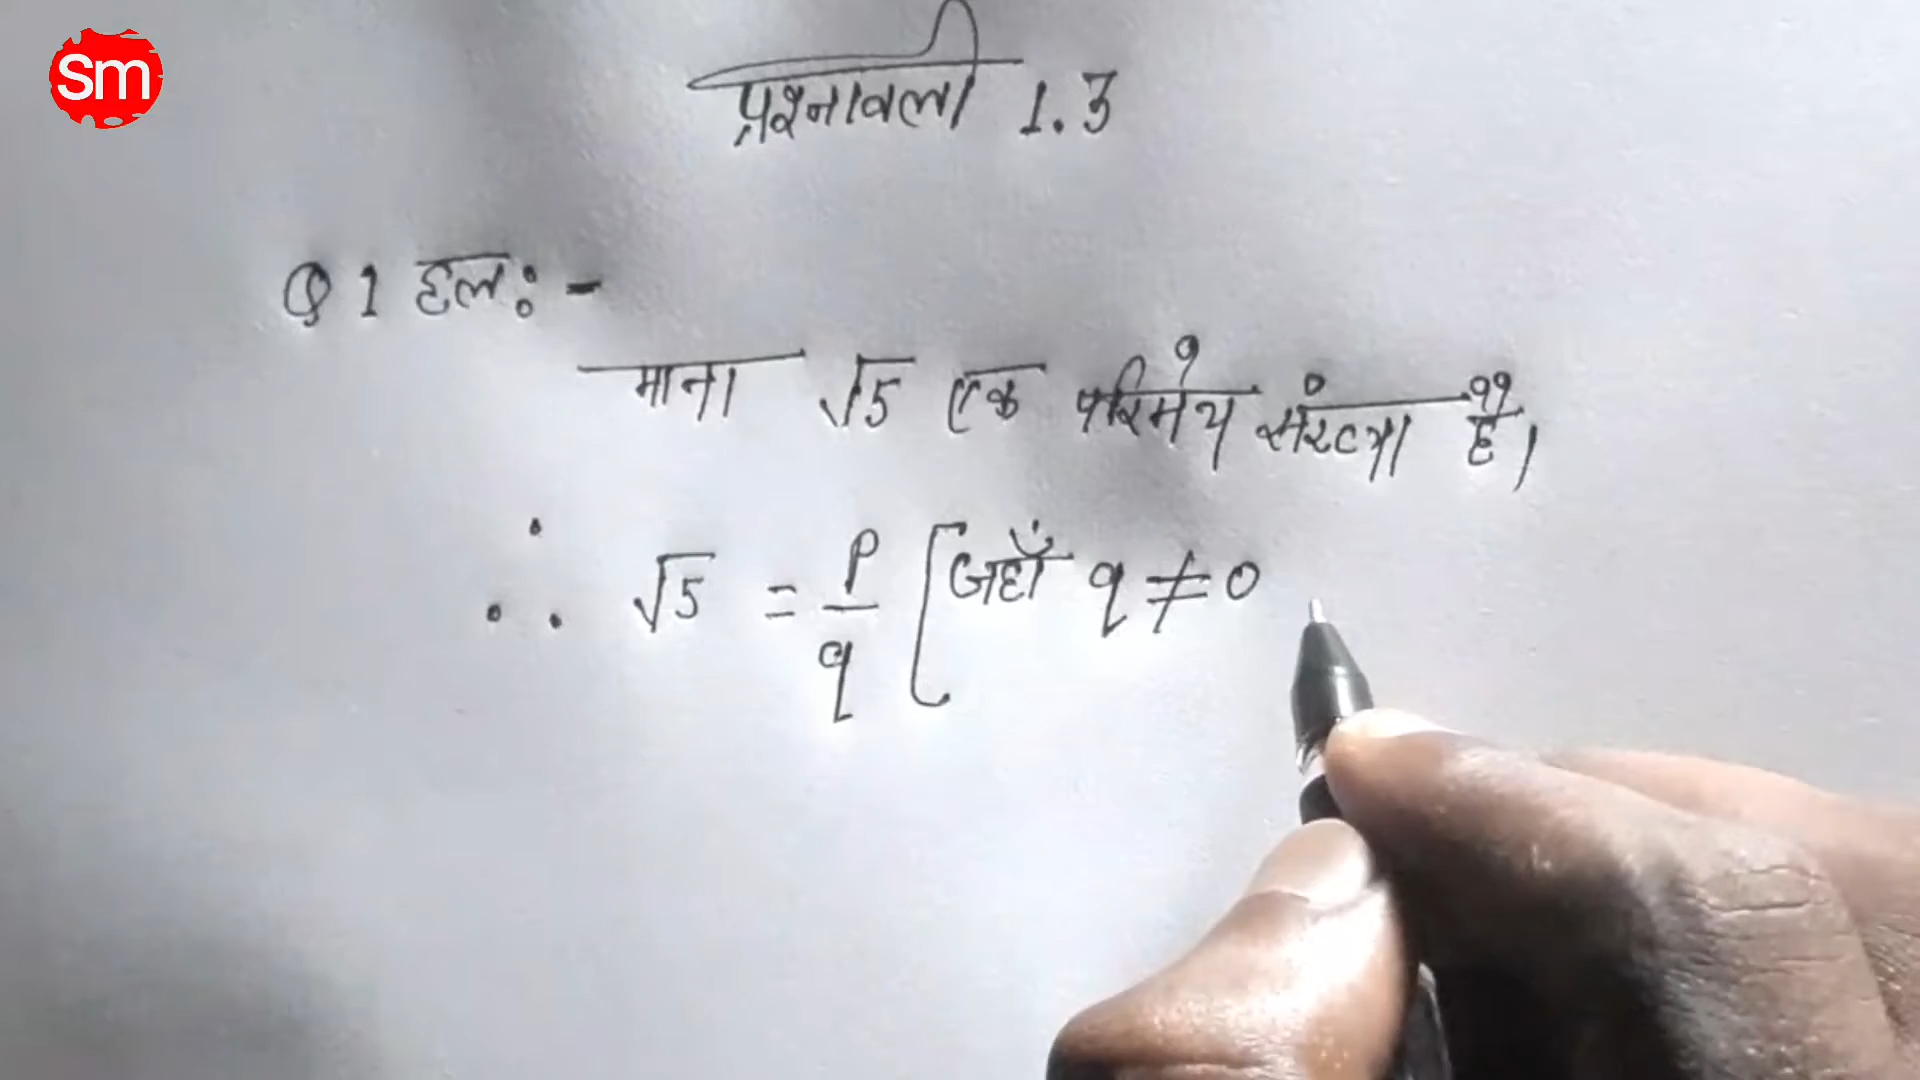 Sm
प्रश्नावली 1.3
Q 1 हलः-
माना √5 एक परिमेय संख्या है।
∴ √5 = p/q [जहाँ q ≠ 0